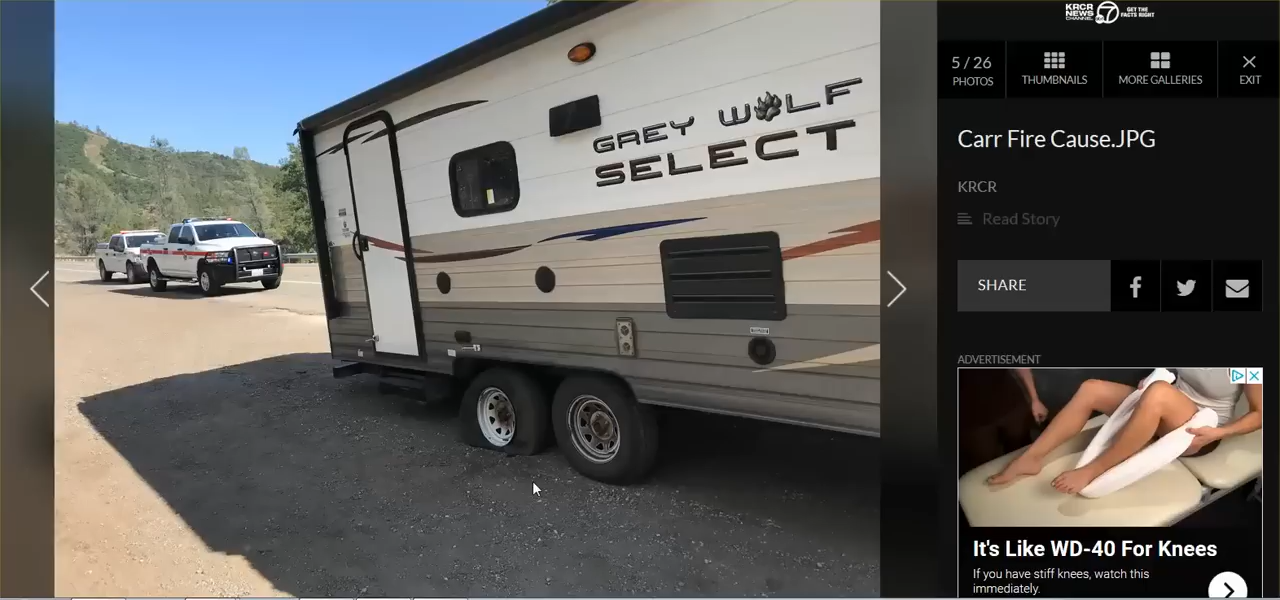 GREY WOLF
SELECT
KRCR
NEWS
CHANNEL
7
GET THE
FACTS RIGHT
5 / 26
PHOTOS
THUMBNAILS
MORE GALLERIES
EXIT
Carr Fire Cause.JPG
KRCR
Read Story
SHARE
ADVERTISEMENT
It's Like WD-40 For Knees
If you have stiff knees, watch this
immediately.